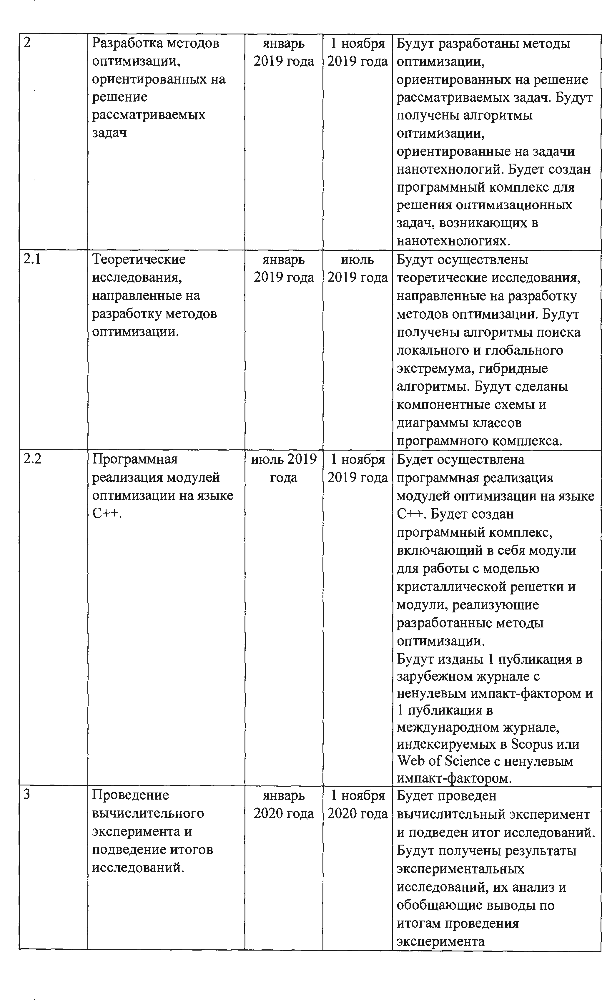 2
Разработка методов
оптимизации,
ориентированных на
решение
рассматриваемых
задач
январь
2019 года
1 ноября
2019 года
Будут разработаны методы
оптимизации,
ориентированных на решение
рассматриваемых задач. Будут
получены алгоритмы
оптимизации,
ориентированные на задачи
нанотехнологий. Будет создан
программный комплекс для
решения оптимизационных
задач, возникающих в
нанотехнологиях.
2.1
Теоретические
исследования,
направленные на
разработку методов
оптимизации.
январь
2019 года
июль
2019 года
Будут осуществлены
теоретические исследования,
направленные на разработку
методов оптимизации. Будут
получены алгоритмы поиска
локального и глобального
экстремума, гибридные
алгоритмы. Будут сделаны
компонентные схемы и
диаграммы классов
программного комплекса.
2.2
Программная
реализация модулей
оптимизации на языке
C++.
июль 2019
года
1 ноября
2019 года
Будет осуществлена
программная реализация
модулей оптимизации на языке
C++. Будет создан
программный комплекс,
включающий в себя модули
для работы с моделью
кристаллической решетки и
модули, реализующие
разработанные методы
оптимизации.
Будут изданы 1 публикация в
зарубежном журнале с
ненулевым импакт-фактором и
1 публикация в
международном журнале,
индексируемых в Scopus или
Web of Science с ненулевым
импакт-фактором.
3
Проведение
вычислительного
эксперимента и
подведение итогов
исследований.
январь
2020 года
1 ноября
2020 года
Будет проведен
вычислительный эксперимент
и подведен итог исследований.
Будут получены результаты
экспериментальных
исследований, их анализ и
обобщающие выводы по
итогам проведения
эксперимента